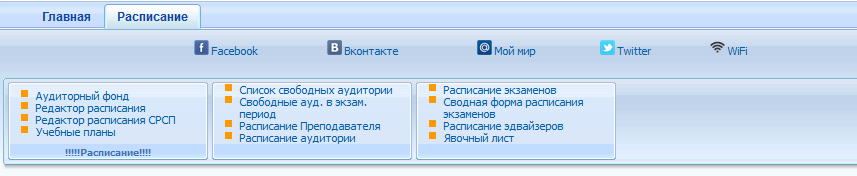 Главная Расписание
Facebook Вконтакте Мой мир Twitter WiFi
Аудиторный фонд
Редактор расписания
Редактор расписания СРСП
Учебные планы
!!!!!Расписание!!!!
Список свободных аудитории
Свободные ауд. в экзам.
период
Расписание Преподавателя
Расписание аудитории
Расписание экзаменов
Сводная форма расписания
экзаменов
Расписание эдвайзеров
Явочный лист